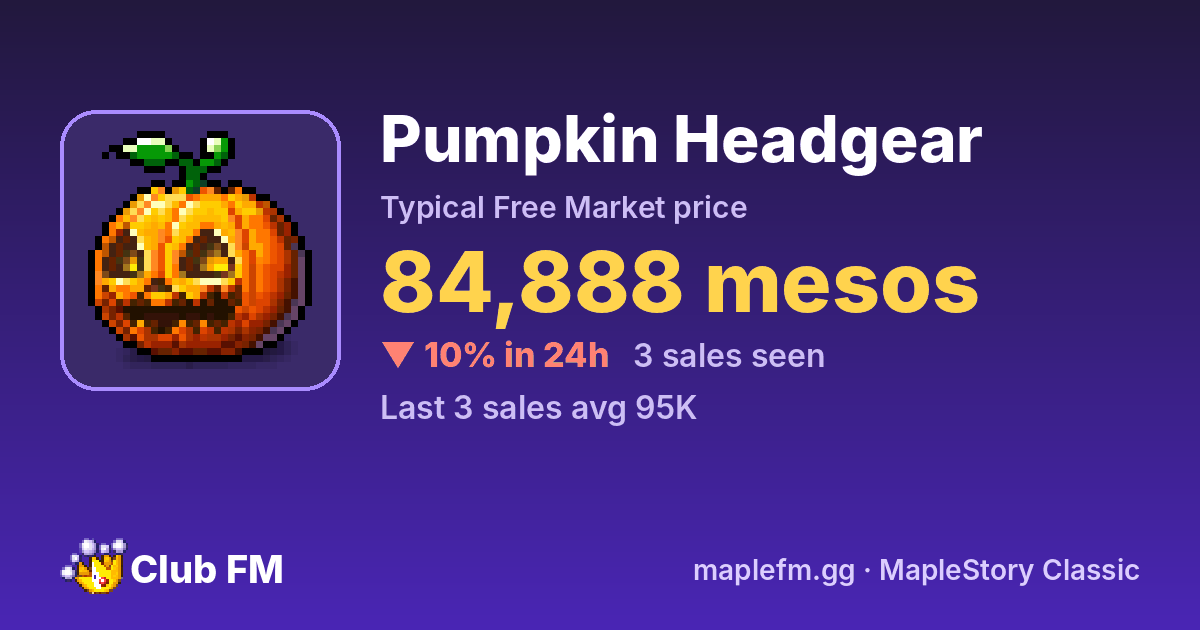 Pumpkin Headgear
Typical Free Market price
84,888 mesos
▼ 10% in 24h 3 sales seen
Last 3 sales avg 95K
Club FM
maplefm.gg · MapleStory Classic